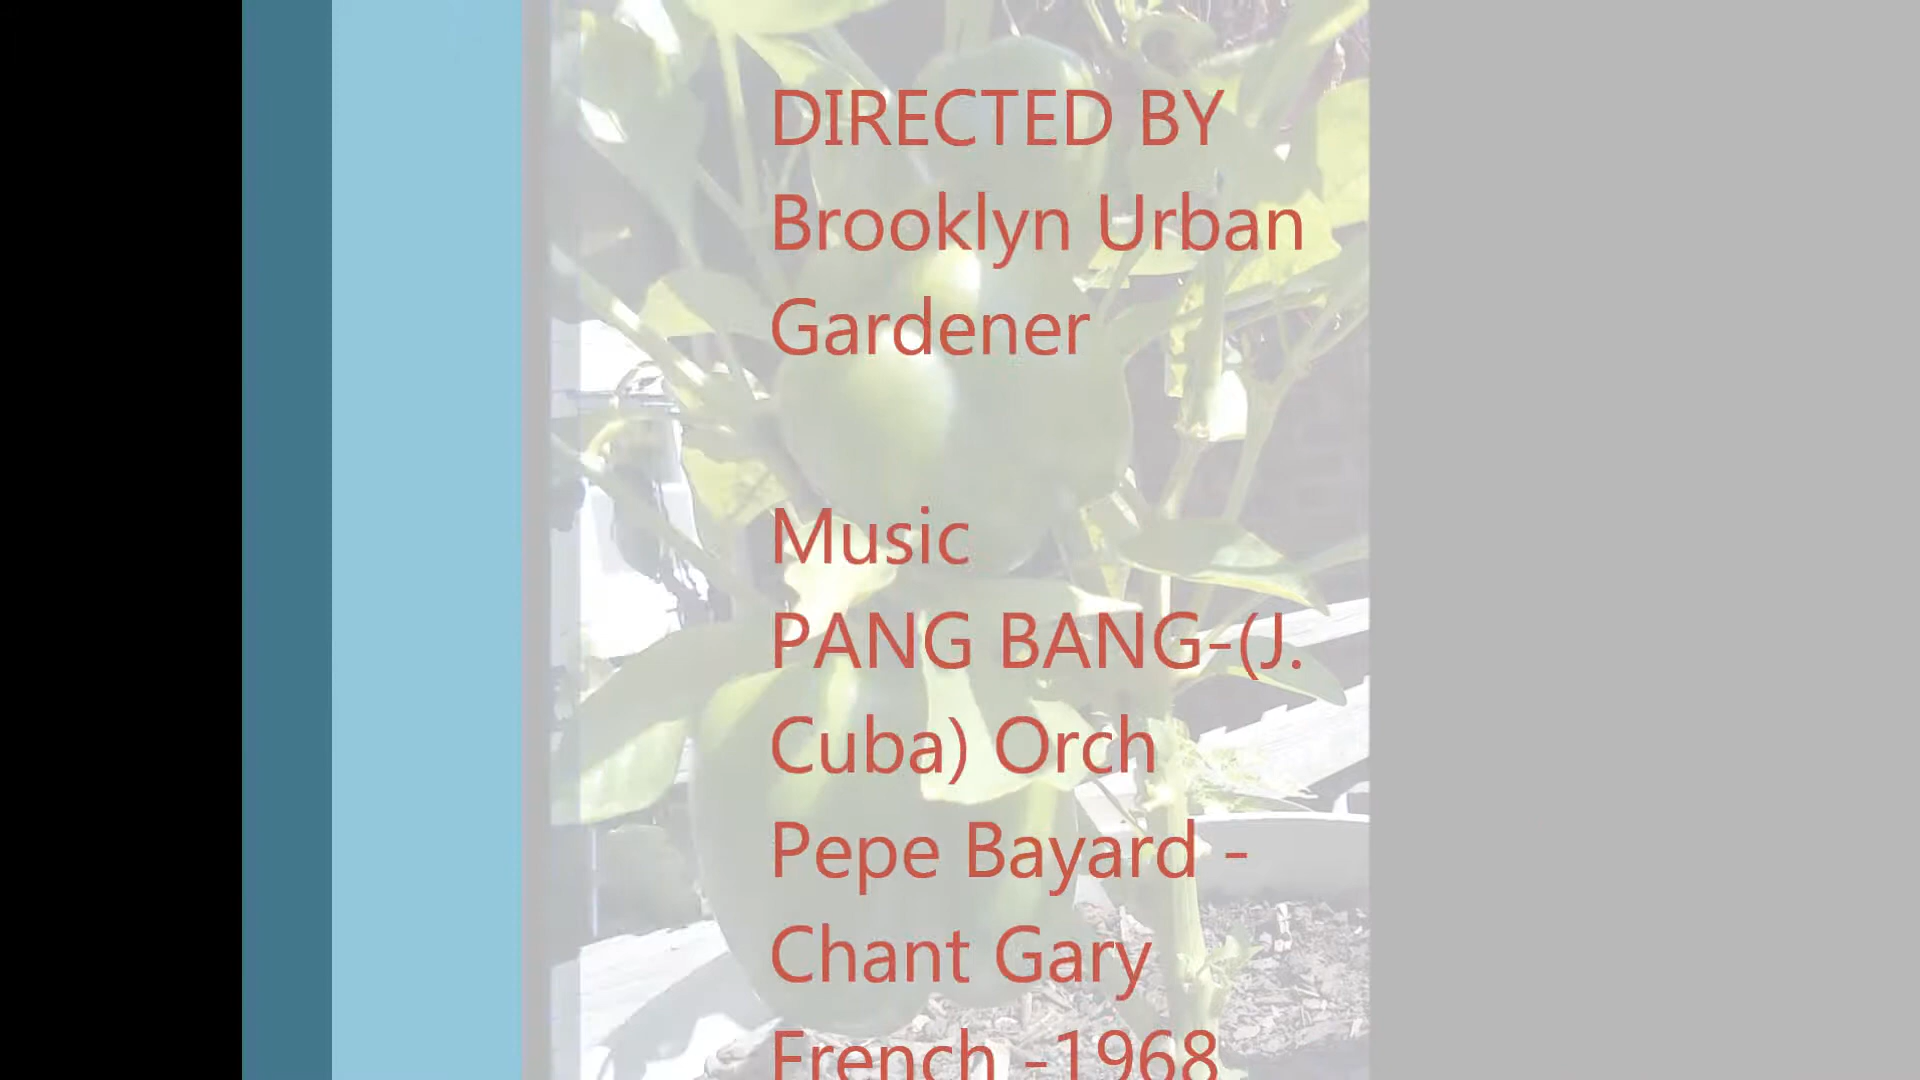 DIRECTED BY
Brooklyn Urban
Gardener
Music
PANG BANG-(J.
Cuba) Orch
Pepe Bayard -
Chant Gary
French -1968